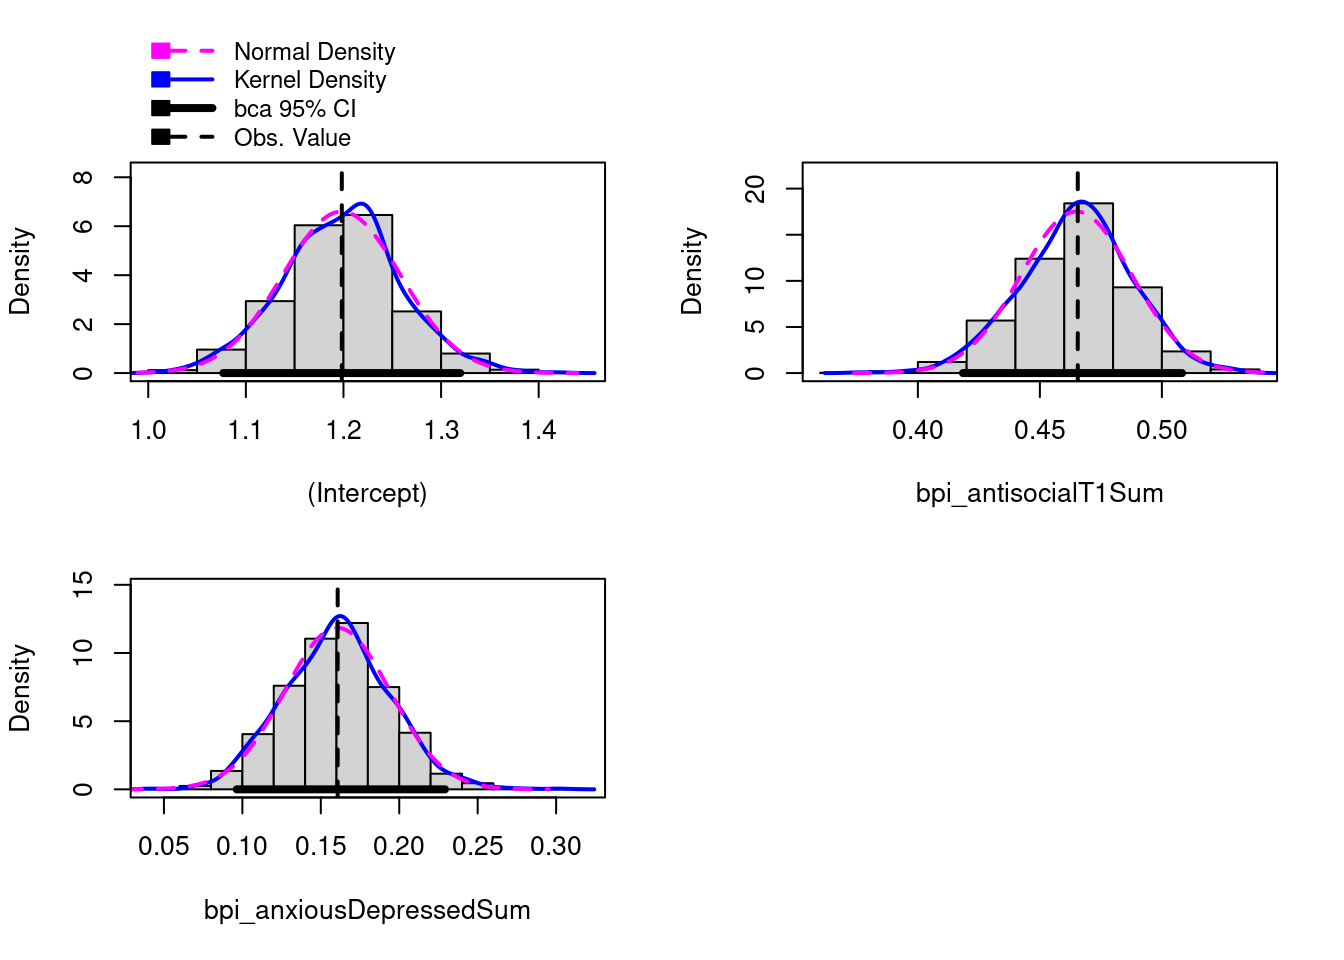 Normal Density
Kernel Density
bca 95% CI
Obs. Value
Density
0 2 4 6 8
1.0 1.1 1.2 1.3 1.4
(Intercept)
Density
0 5 10 20
0.40 0.45 0.50
bpi_antisocialT1Sum
Density
0 5 10 15
0.05 0.10 0.15 0.20 0.25 0.30
bpi_anxiousDepressedSum